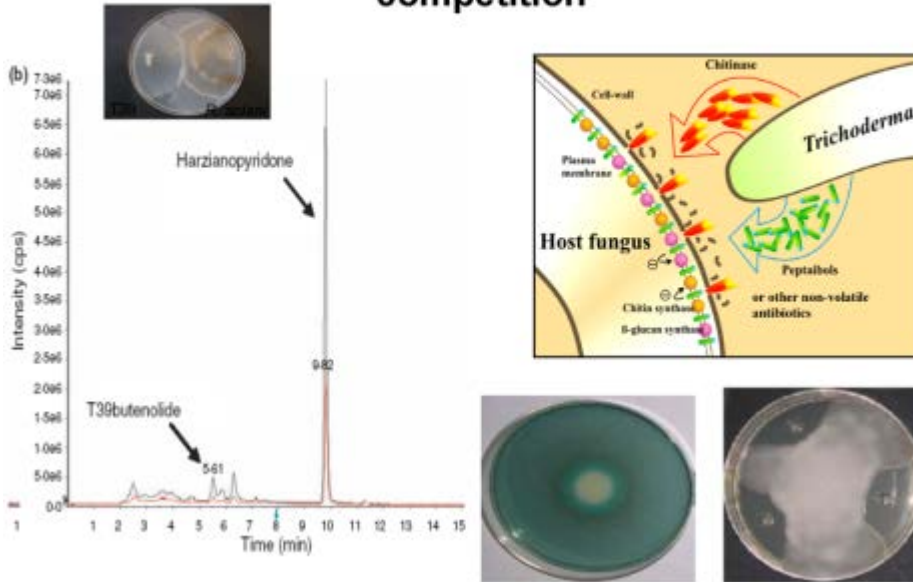 competition
T39
(b)
7.3e6
7.0e6
6.5e6
6.0e6
5.5e6
5.0e6
4.5e6
4.0e6
3.5e6
3.0e6
2.5e6
2.0e6
1.5e6
1.0e6
5.0e5
0.0
Intensity (cps)
Harzianopyridone
9.82
T39butenolide
5.61
1 1 2 3 4 5 6 7 8 9 10 11 12 13 14 15
Time (min)
Chitinase
Cell-wall
Trichoderma
Plasma
membrane
Host fungus
Peptaibols
or other non-volatile
antibiotics
Chitin synthase
ß-glucan synthase